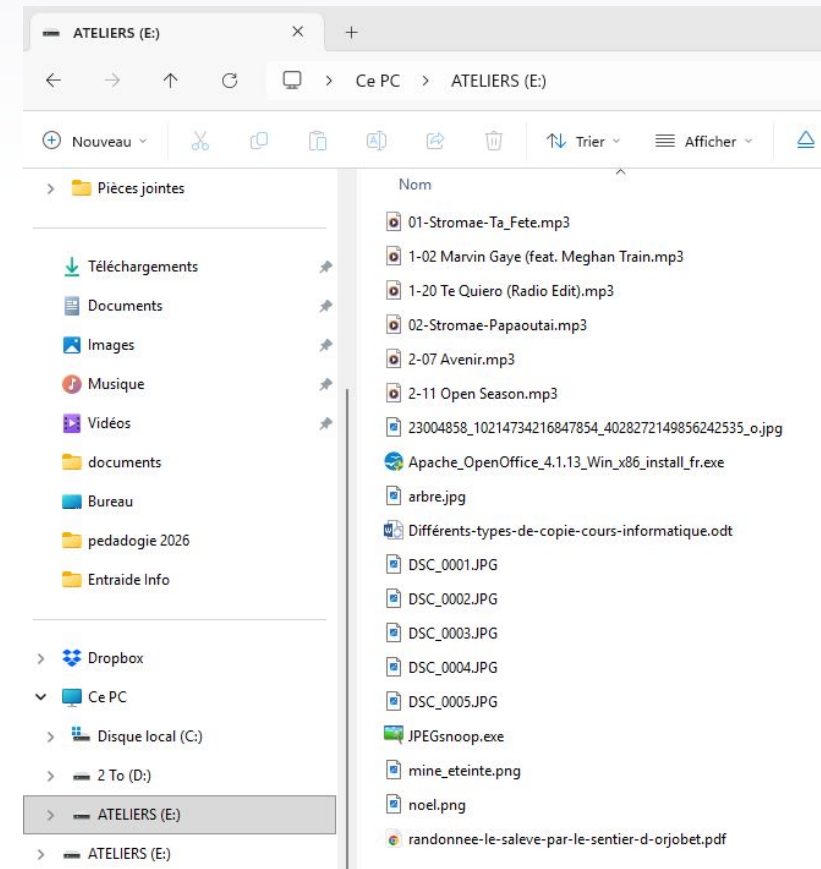 ATELIERS (E:)
Ce PC > ATELIERS (E:)
Nouveau
Trier
Afficher
Pièces jointes
Téléchargements
Documents
Images
Musique
Vidéos
documents
Bureau
pedadogie 2026
Entraide Info
Dropbox
Ce PC
Disque local (C:)
2 To (D:)
ATELIERS (E:)
ATELIERS (E:)
Nom
01-Stromae-Ta_Fete.mp3
1-02 Marvin Gaye (feat. Meghan Train.mp3
1-20 Te Quiero (Radio Edit).mp3
02-Stromae-Papaoutai.mp3
2-07 Avenir.mp3
2-11 Open Season.mp3
23004858_10214734216847854_4028272149856242535_o.jpg
Apache_OpenOffice_4.1.13_Win_x86_install_fr.exe
arbre.jpg
Différents-types-de-copie-cours-informatique.odt
DSC_0001.JPG
DSC_0002.JPG
DSC_0003.JPG
DSC_0004.JPG
DSC_0005.JPG
JPEGsnoop.exe
mine_eteinte.png
noel.png
randonnee-le-saleve-par-le-sentier-d-orjobet.pdf